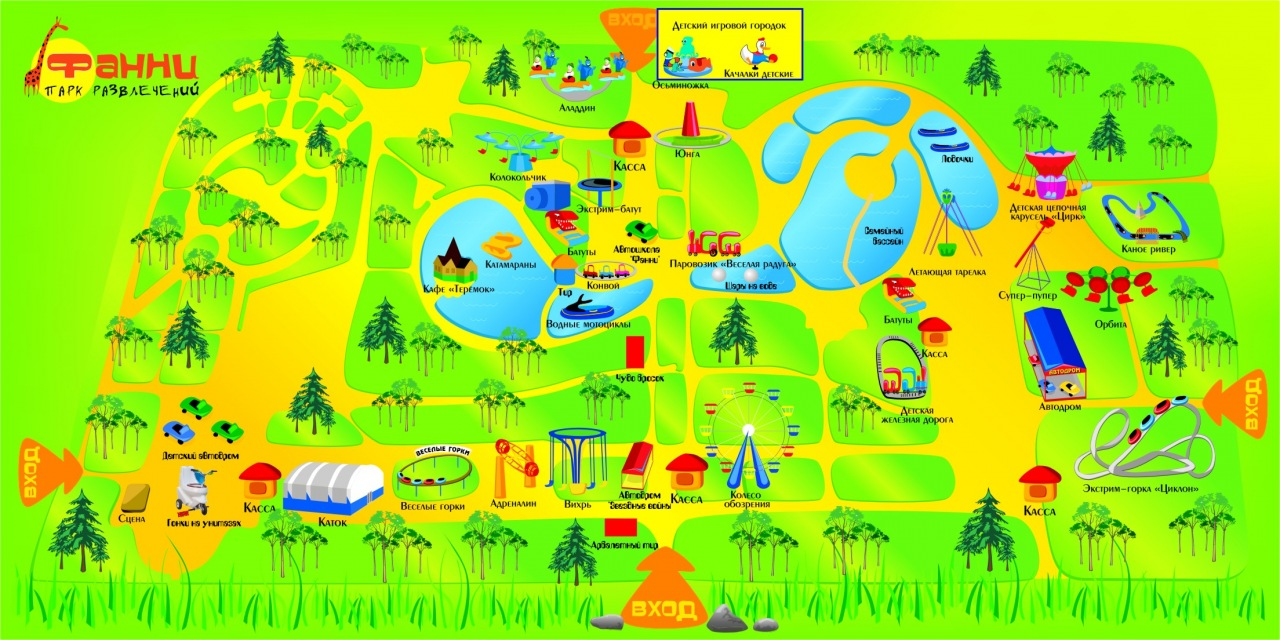 Фанни
ПАРК РАЗВЛЕЧЕНИЙ
ВХОД
Детский игровой городок
Качалки детские
Осьминожка
Аладдин
КАССА
Юнга
Лодочки
Колокольчик
Экстрим-батут
Детская цепочная
карусель «Цирк»
Батуты
Автошкола
"Фанни"
Семейный
бассейн
Каное ривер
Катамараны
Кафе «Терёмок»
Тир
Конвой
Паровозик «Веселая радуга»
Шары на воде
Летающая тарелка
Супер-пупер
Орбита
Водные мотоциклы
Батуты
Касса
Чудо бросок
АВТОДРОМ
Автодром
Детская
железная дорога
ВХОД
Детский автодром
ВХОД
ВЕСЕЛЫЕ ГОРКИ
Сцена
Гонки на унитазах
Касса
Каток
Веселые горки
Адреналин
Вихрь
Автодром
"Звездные войны"
Касса
Колесо
обозрения
Экстрим-горка «Циклон»
Касса
Арбалетный тир
ВХОД